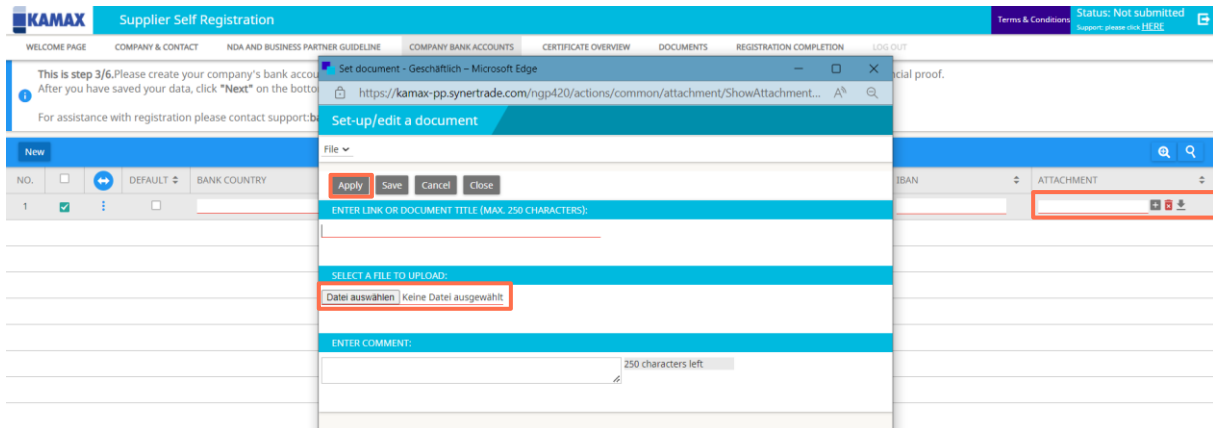 KAMAX
Supplier Self Registration
Terms & Conditions
Status: Not submitted
Support: please click HERE
WELCOME PAGE COMPANY & CONTACT NDA AND BUSINESS PARTNER GUIDELINE COMPANY BANK ACCOUNTS CERTIFICATE OVERVIEW DOCUMENTS REGISTRATION COMPLETION LOG OUT
This is step 3/6.Please create your company's bank accou
ncial proof.
After you have saved your data, click "Next" on the botto
For assistance with registration please contact support:ba
Set document - Geschäftlich – Microsoft Edge
https://kamax-pp.synertrade.com/ngp420/actions/common/attachment/ShowAttachment...
Set-up/edit a document
File
New
NO. DEFAULT BANK COUNTRY IBAN ATTACHMENT
1
Apply Save Cancel Close
ENTER LINK OR DOCUMENT TITLE (MAX. 250 CHARACTERS):
SELECT A FILE TO UPLOAD:
Datei auswählen Keine Datei ausgewählt
ENTER COMMENT:
250 characters left